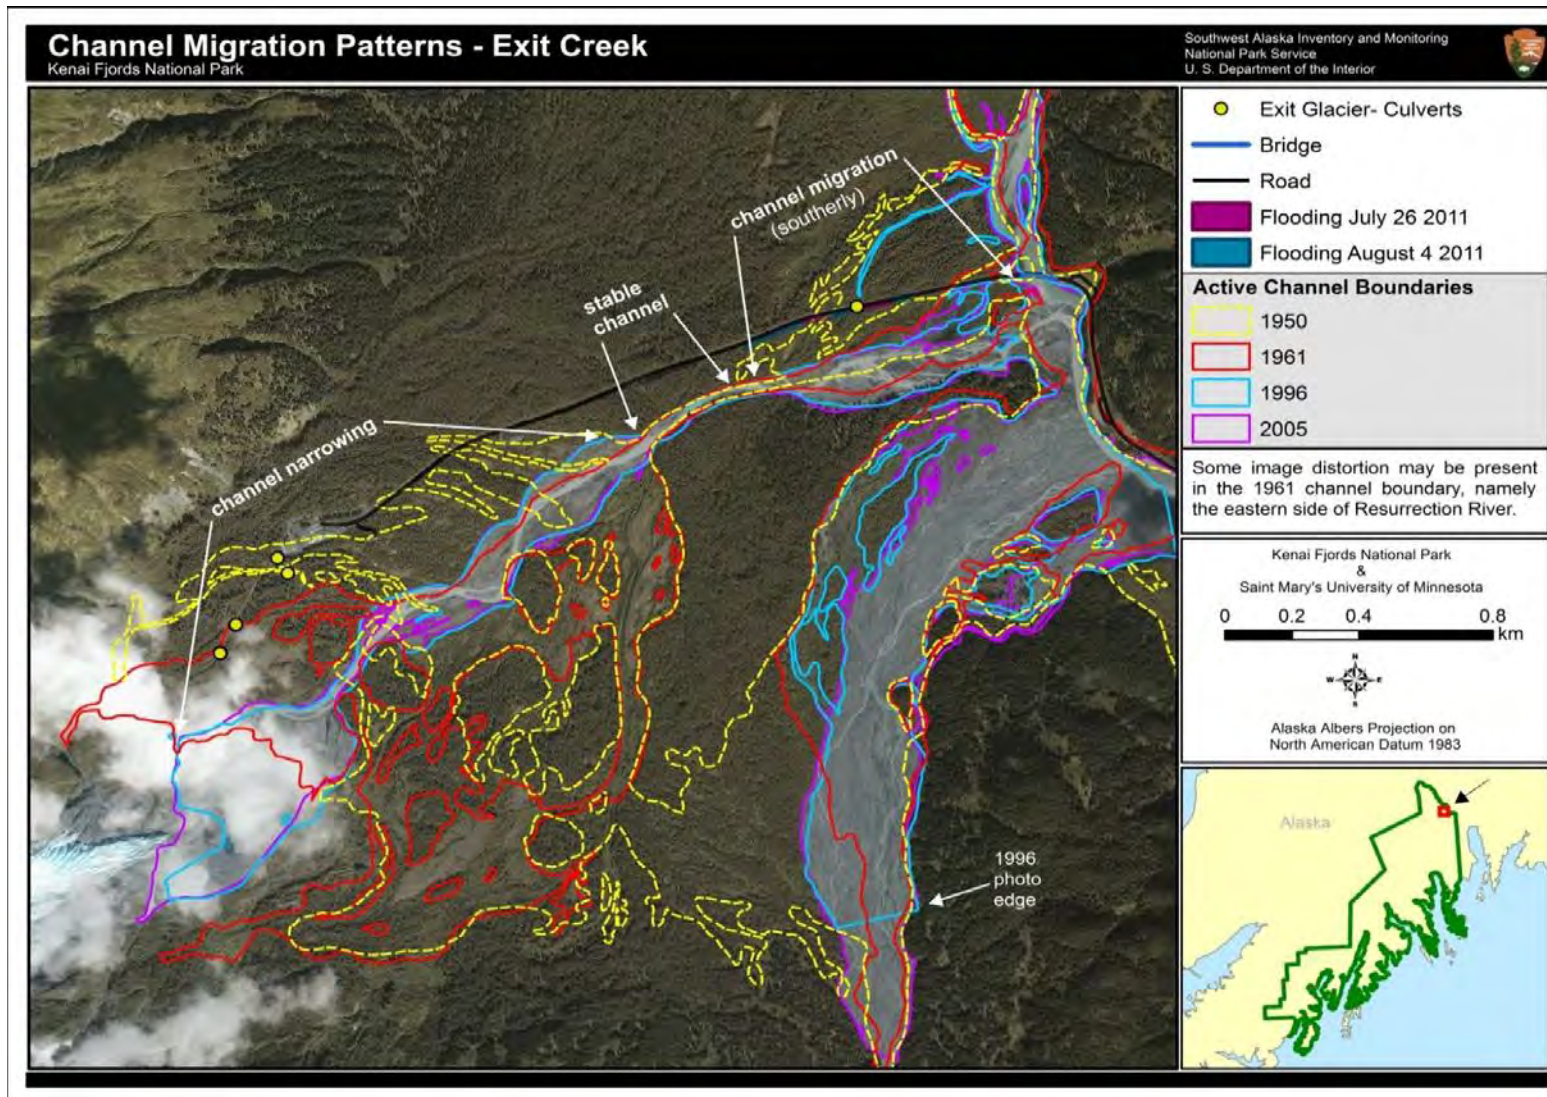 Channel Migration Patterns - Exit Creek
Kenai Fjords National Park
Southwest Alaska Inventory and Monitoring
National Park Service
U. S. Department of the Interior
channel migration
(southerly)
stable
channel
channel narrowing
1996
photo
edge
Exit Glacier- Culverts
Bridge
Road
Flooding July 26 2011
Flooding August 4 2011
Active Channel Boundaries
1950
1961
1996
2005
Some image distortion may be present
in the 1961 channel boundary, namely
the eastern side of Resurrection River.
Kenai Fjords National Park
&
Saint Mary's University of Minnesota
0 0.2 0.4 0.8
km
N
W E
S
Alaska Albers Projection on
North American Datum 1983
Alaska